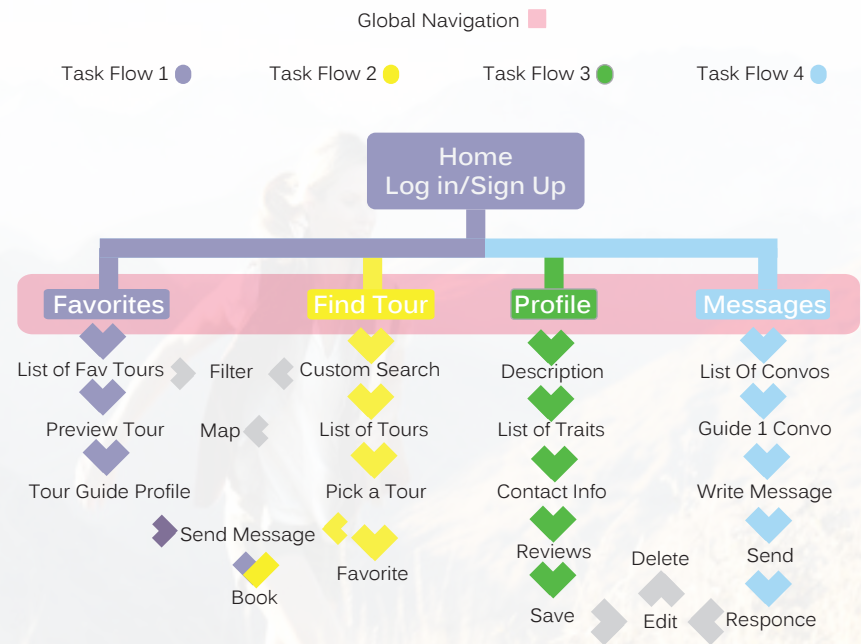 Global Navigation
Task Flow 1
Task Flow 2
Task Flow 3
Task Flow 4
Home
Log in/Sign Up
Favorites
Find Tour
Profile
Messages
List of Fav Tours
Filter
Custom Search
Description
List Of Convos
Preview Tour
Map
List of Tours
List of Traits
Guide 1 Convo
Tour Guide Profile
Pick a Tour
Contact Info
Write Message
Send Message
Favorite
Reviews
Delete
Send
Book
Save
Edit
Responce